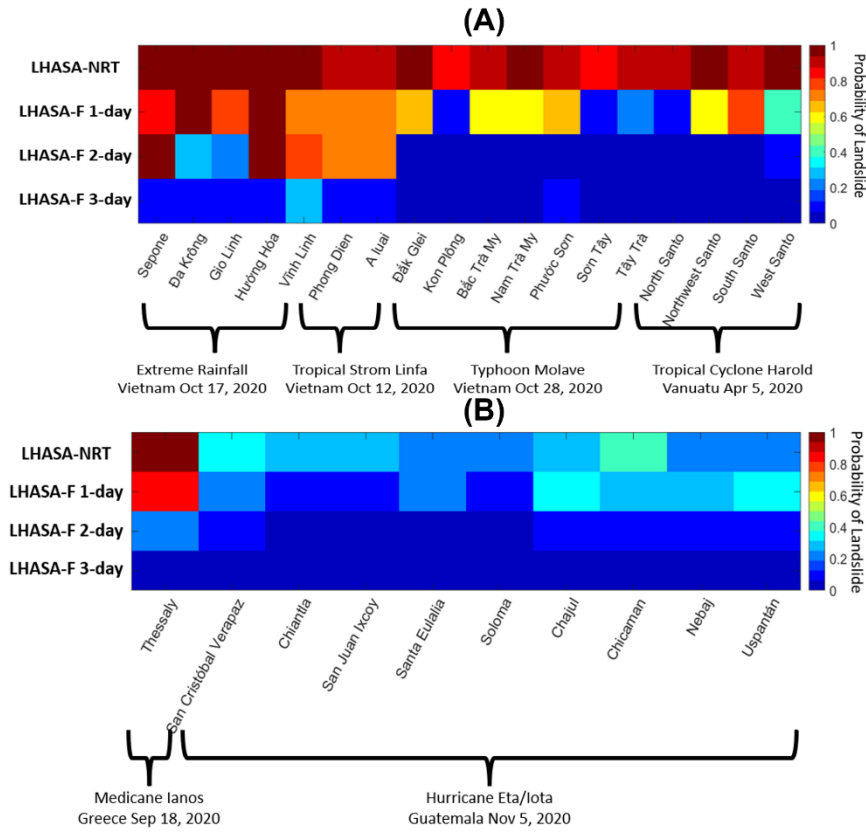 (A)
LHASA-NRT
LHASA-F 1-day
LHASA-F 2-day
LHASA-F 3-day
1
0.8
0.6
0.4
0.2
0
Probability of Landslide
Sepone
Đa Krông
Gio Linh
Hướng Hóa
Vĩnh Linh
Phong Dien
A luai
Đắk Glei
Kon Plông
Bắc Trà My
Nam Trà My
Phước Sơn
Son Tây
Tây Trà
North Santo
Northwest Santo
South Santo
West Santo
Extreme Rainfall
Vietnam Oct 17, 2020
Tropical Strom Linfa
Vietnam Oct 12, 2020
Typhoon Molave
Vietnam Oct 28, 2020
Tropical Cyclone Harold
Vanuatu Apr 5, 2020
(B)
LHASA-NRT
LHASA-F 1-day
LHASA-F 2-day
LHASA-F 3-day
1
0.8
0.6
0.4
0.2
0
Probability of Landslide
Thessaly
San Cristóbal Verapaz
Chiantla
San Juan Ixcoy
Santa Eulalia
Soloma
Chajul
Chicaman
Nebaj
Uspantán
Medicane Ianos
Greece Sep 18, 2020
Hurricane Eta/Iota
Guatemala Nov 5, 2020